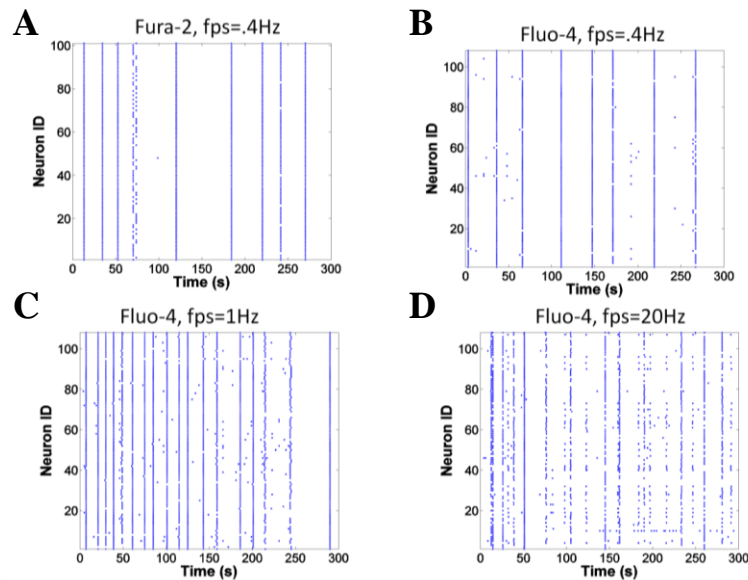 A
Fura-2, fps=.4Hz
100
80
60
40
20
Neuron ID
0 50 100 150 200 250 300
Time (s)
B
Fluo-4, fps=.4Hz
100
80
60
40
20
Neuron ID
0 50 100 150 200 250 300
Time (s)
C
Fluo-4, fps=1Hz
100
80
60
40
20
Neuron ID
0 50 100 150 200 250 300
Time (s)
D
Fluo-4, fps=20Hz
100
80
60
40
20
Neuron ID
0 50 100 150 200 250 300
Time (s)